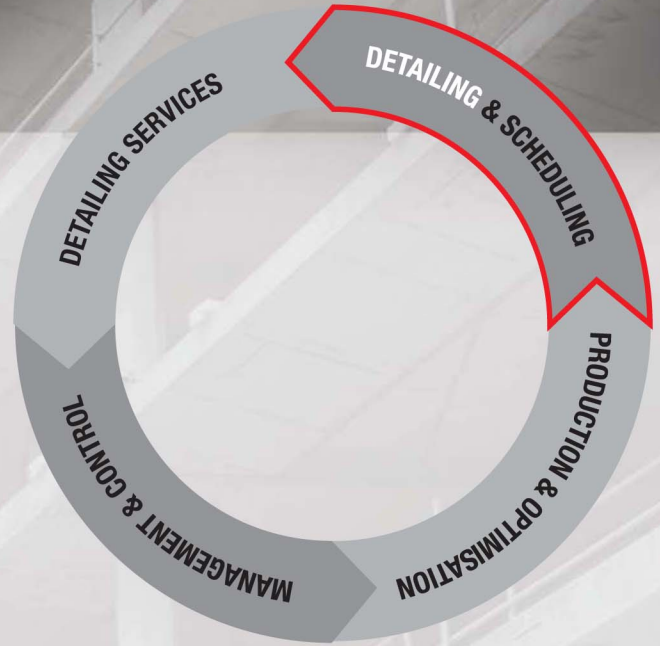 DETAILING & SCHEDULING
PRODUCTION & OPTIMISATION
MANAGEMENT & CONTROL
DETAILING SERVICES